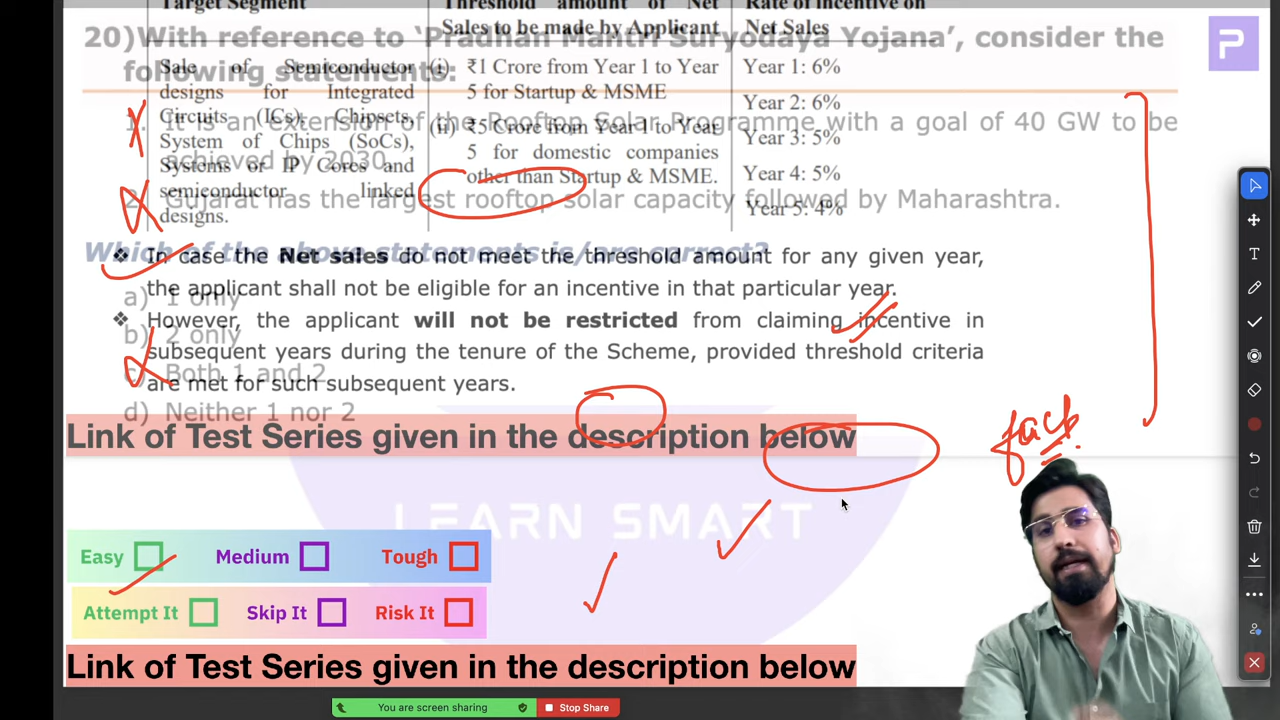 Target Segment
Threshold amount of Net
Sales to be made by Applicant
Rate of incentive on
Net Sales
20) With reference to 'Pradhan Mantri Suryodaya Yojana', consider the
following statements:
Sale of Semiconductor
designs for Integrated
Circuits (ICs), Chipsets,
System of Chips (SoCs),
Systems or IP Cores and
semiconductor linked
designs.
(i) ₹1 Crore from Year 1 to Year
5 for Startup & MSME
(ii) ₹5 Crore from Year 1 to Year
5 for domestic companies
other than Startup & MSME.
Year 1: 6%
Year 2: 6%
Year 3: 5%
Year 4: 5%
Year 5: 4%
1. It is an extension of the Rooftop Solar Programme with a goal of 40 GW to be
achieved by 2030.
2. Gujarat has the largest rooftop solar capacity followed by Maharashtra.
Which of the above statements is/are correct?
❖ In case the Net sales do not meet the threshold amount for any given year,
the applicant shall not be eligible for an incentive in that particular year.
❖ However, the applicant will not be restricted from claiming incentive in
subsequent years during the tenure of the Scheme, provided threshold criteria
are met for such subsequent years.
a) 1 only
b) 2 only
c) Both 1 and 2
d) Neither 1 nor 2
Link of Test Series given in the description below
LEARN SMART
Easy Medium Tough
Attempt It Skip It Risk It
Link of Test Series given in the description below
You are screen sharing Stop Share